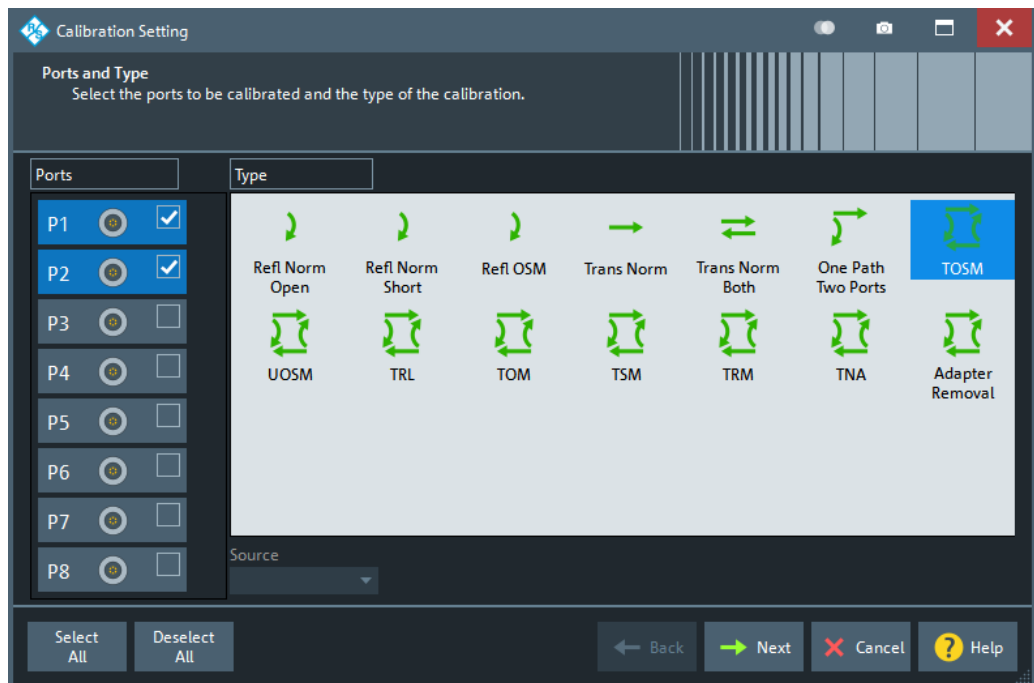 Calibration Setting
Ports and Type
Select the ports to be calibrated and the type of the calibration.
Ports
Type
P1
P2
P3
P4
P5
P6
P7
P8
Refl Norm
Open
Refl Norm
Short
Refl OSM
Trans Norm
Trans Norm
Both
One Path
Two Ports
TOSM
UOSM
TRL
TOM
TSM
TRM
TNA
Adapter
Removal
Source
Select
All
Deselect
All
Back
Next
Cancel
? Help